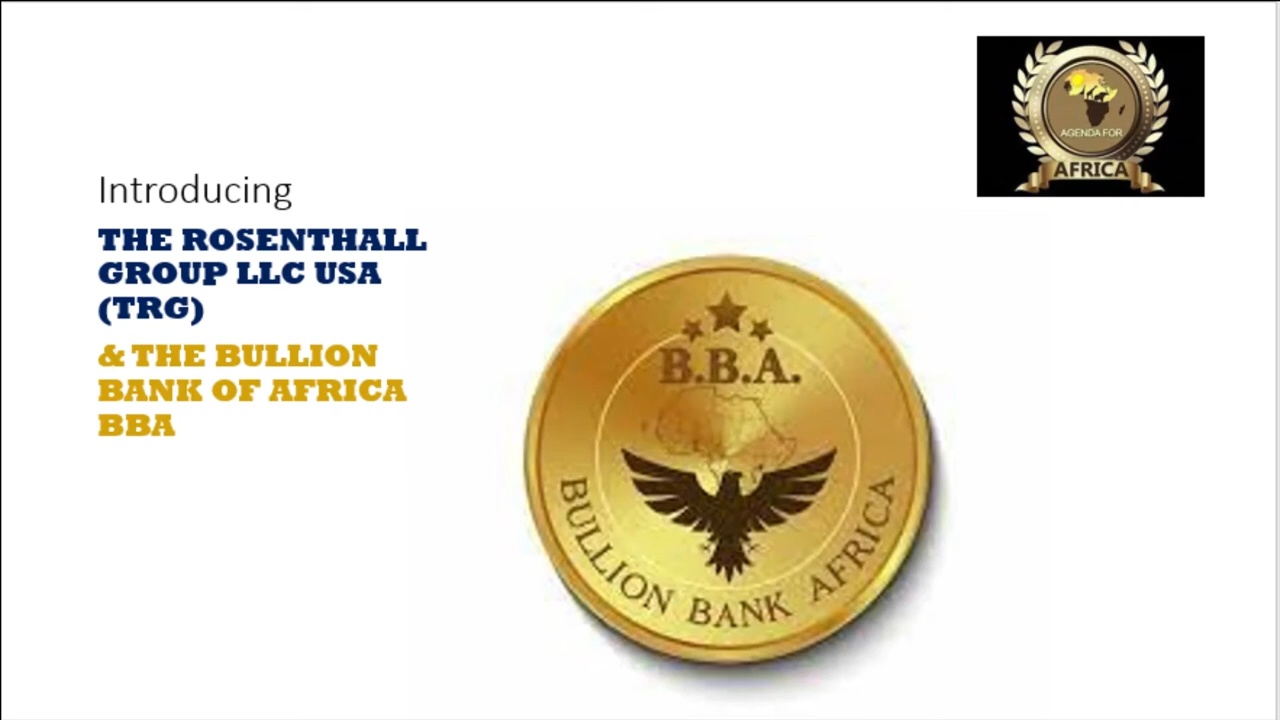 AGENDA FOR
AFRICA
Introducing
THE ROSENTHALL
GROUP LLC USA
(TRG)
& THE BULLION
BANK OF AFRICA
BBA
B.B.A.
BULLION BANK AFRICA